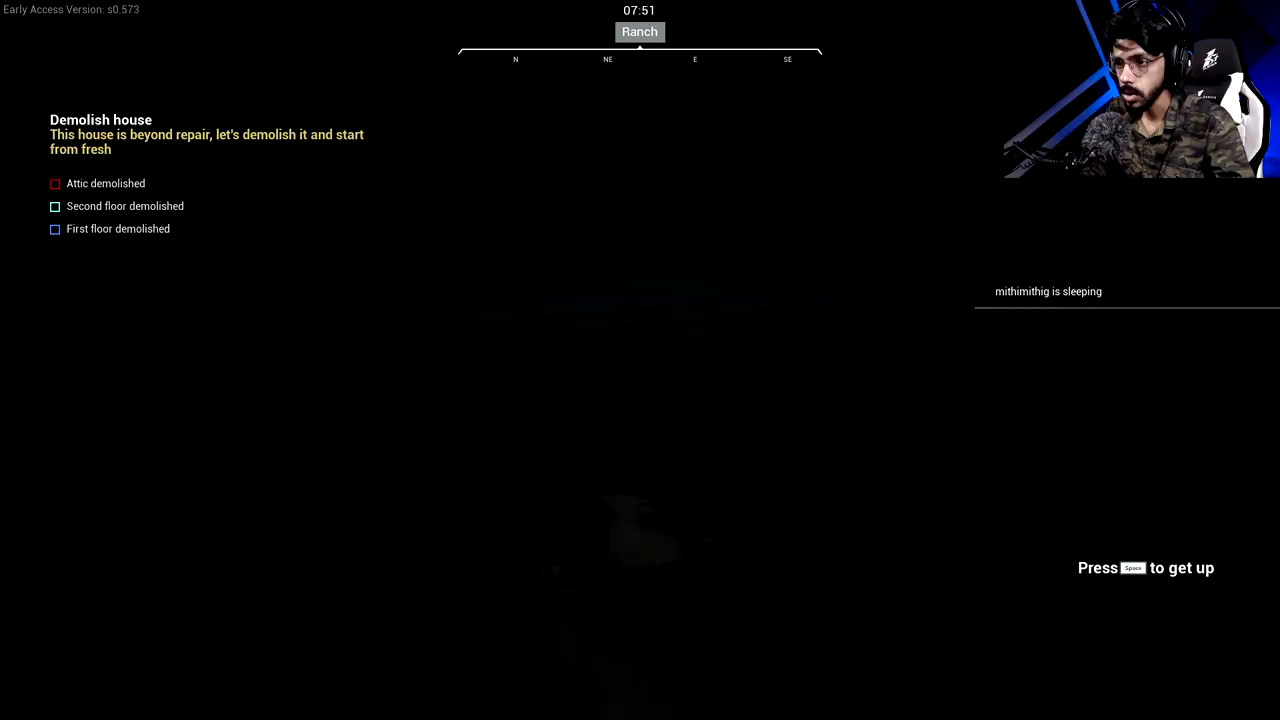 Early Access Version: s0.573
07:51
Ranch
N NE E SE
Demolish house
This house is beyond repair, let's demolish it and start
from fresh
Attic demolished
Second floor demolished
First floor demolished
mithimithig is sleeping
Press Space to get up